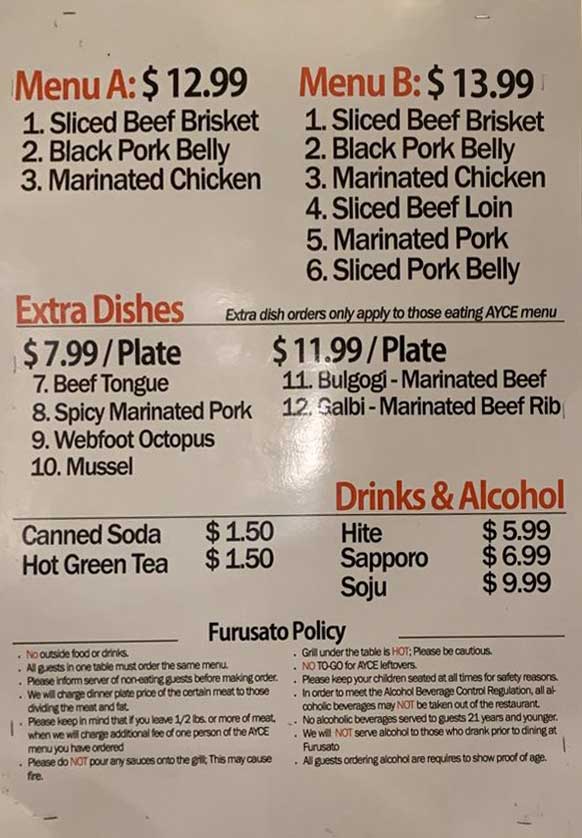 Menu A: $ 12.99
1. Sliced Beef Brisket
2. Black Pork Belly
3. Marinated Chicken
Menu B: $ 13.99
1. Sliced Beef Brisket
2. Black Pork Belly
3. Marinated Chicken
4. Sliced Beef Loin
5. Marinated Pork
6. Sliced Pork Belly
Extra Dishes
Extra dish orders only apply to those eating AYCE menu
$ 7.99 / Plate
7. Beef Tongue
8. Spicy Marinated Pork
9. Webfoot Octopus
10. Mussel
$ 11.99 / Plate
11. Bulgogi - Marinated Beef
12. Galbi - Marinated Beef Rib
Drinks & Alcohol
Canned Soda $ 1.50
Hot Green Tea $ 1.50
Hite $ 5.99
Sapporo $ 6.99
Soju $ 9.99
Furusato Policy
. No outside food or drinks.
. All guests in one table must order the same menu.
. Please inform server of non-eating guests before making order.
. We will charge dinner plate price of the certain meat to those
dividing the meat and fat.
. Please keep in mind that if you leave 1/2 lbs. or more of meat,
when we will charge additional fee of one person of the AYCE
menu you have ordered
. Please do NOT pour any sauces onto the grill; This may cause
fire.
. Grill under the table is HOT; Please be cautious.
. NO TO-GO for AYCE leftovers.
. Please keep your children seated at all times for safety reasons.
. In order to meet the Alcohol Beverage Control Regulation, all al-
coholic beverages may NOT be taken out of the restaurant.
. No alcoholic beverages served to guests 21 years and younger.
. We will NOT serve alcohol to those who drank prior to dining at
Furusato
. All guests ordering alcohol are requires to show proof of age.